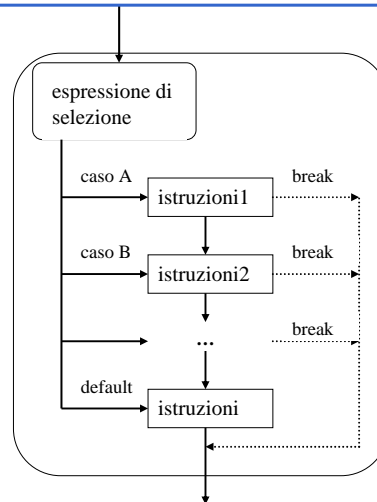 espressione di
selezione
caso A
istruzioni1
break
caso B
istruzioni2
break
...
break
default
istruzioni